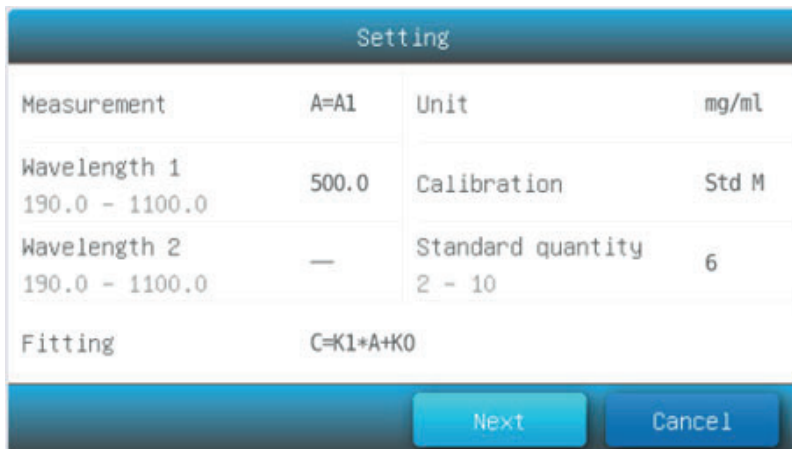 Setting
Measurement A=A1 Unit mg/ml
Wavelength 1
190.0 - 1100.0
500.0 Calibration Std M
Wavelength 2
190.0 - 1100.0
—
Standard quantity
2 - 10
6
Fitting C=K1*A+K0
Next Cancel